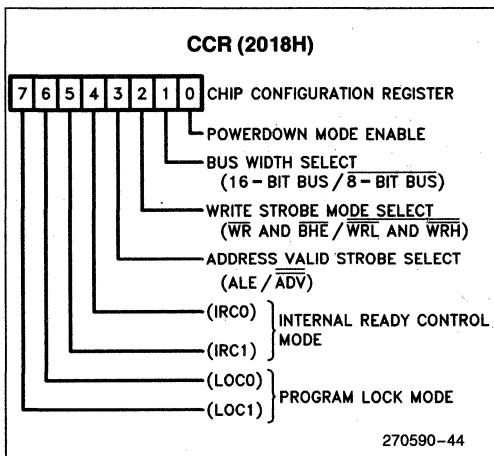 CCR (2018H)
7 6 5 4 3 2 1 0 CHIP CONFIGURATION REGISTER
POWERDOWN MODE ENABLE
BUS WIDTH SELECT
(16-BIT BUS / 8-BIT BUS)
WRITE STROBE MODE SELECT
(WR AND BHE / WRL AND WRH)
ADDRESS VALID STROBE SELECT
(ALE / ADV)
(IRC0)
INTERNAL READY CONTROL
MODE
(IRC1)
(LOC0)
PROGRAM LOCK MODE
(LOC1)
270590-44